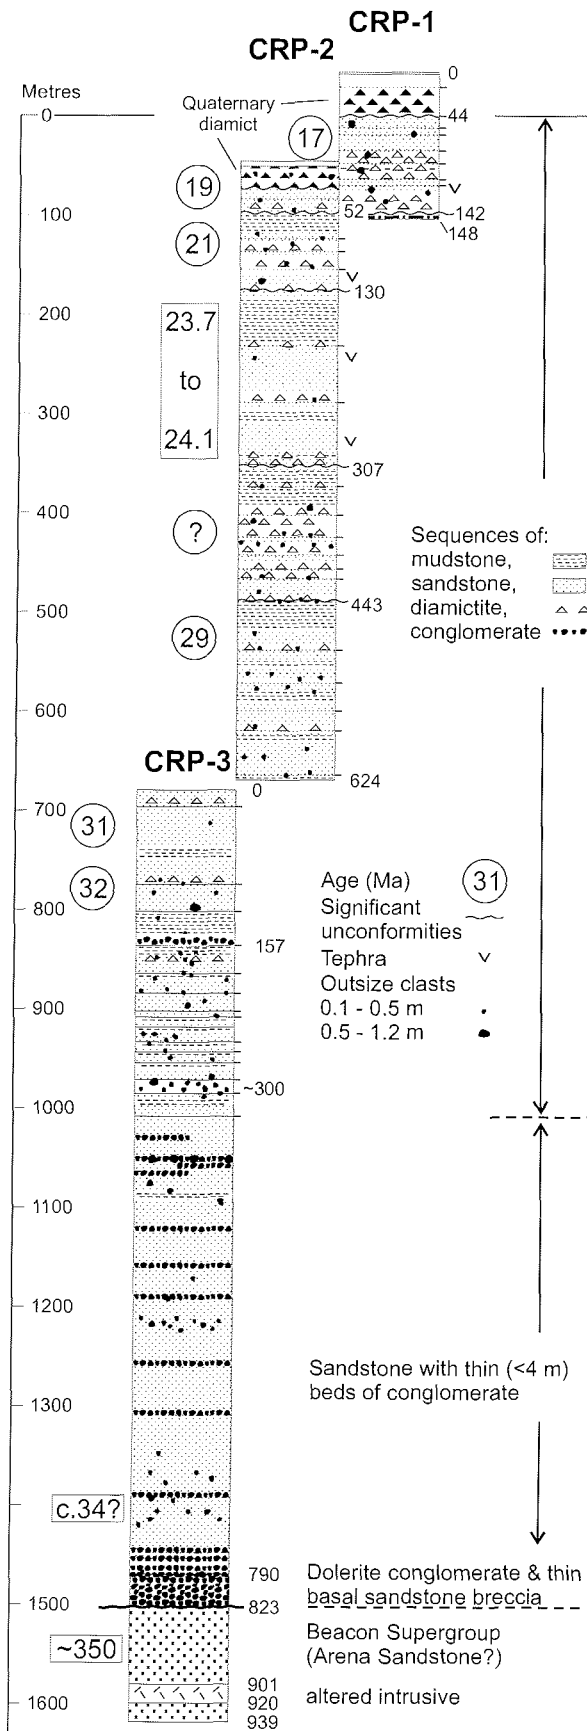 CRP-1
CRP-2
0
Metres
Quaternary
diamict
0
44
17
19
52
142
148
100
21
130
200
23.7
to
24.1
300
307
400
?
Sequences of:
mudstone,
sandstone,
diamictite,
conglomerate
443
500
29
600
CRP-3
624
0
700
31
32
Age (Ma)
31
Significant
unconformities
Tephra
Outsize clasts
0.1 - 0.5 m
0.5 - 1.2 m
800
157
900
~300
1000
1100
1200
Sandstone with thin (<4 m)
beds of conglomerate
1300
1400
c.34?
790
Dolerite conglomerate & thin
basal sandstone breccia
1500
823
Beacon Supergroup
(Arena Sandstone?)
~350
901
920
altered intrusive
1600
939